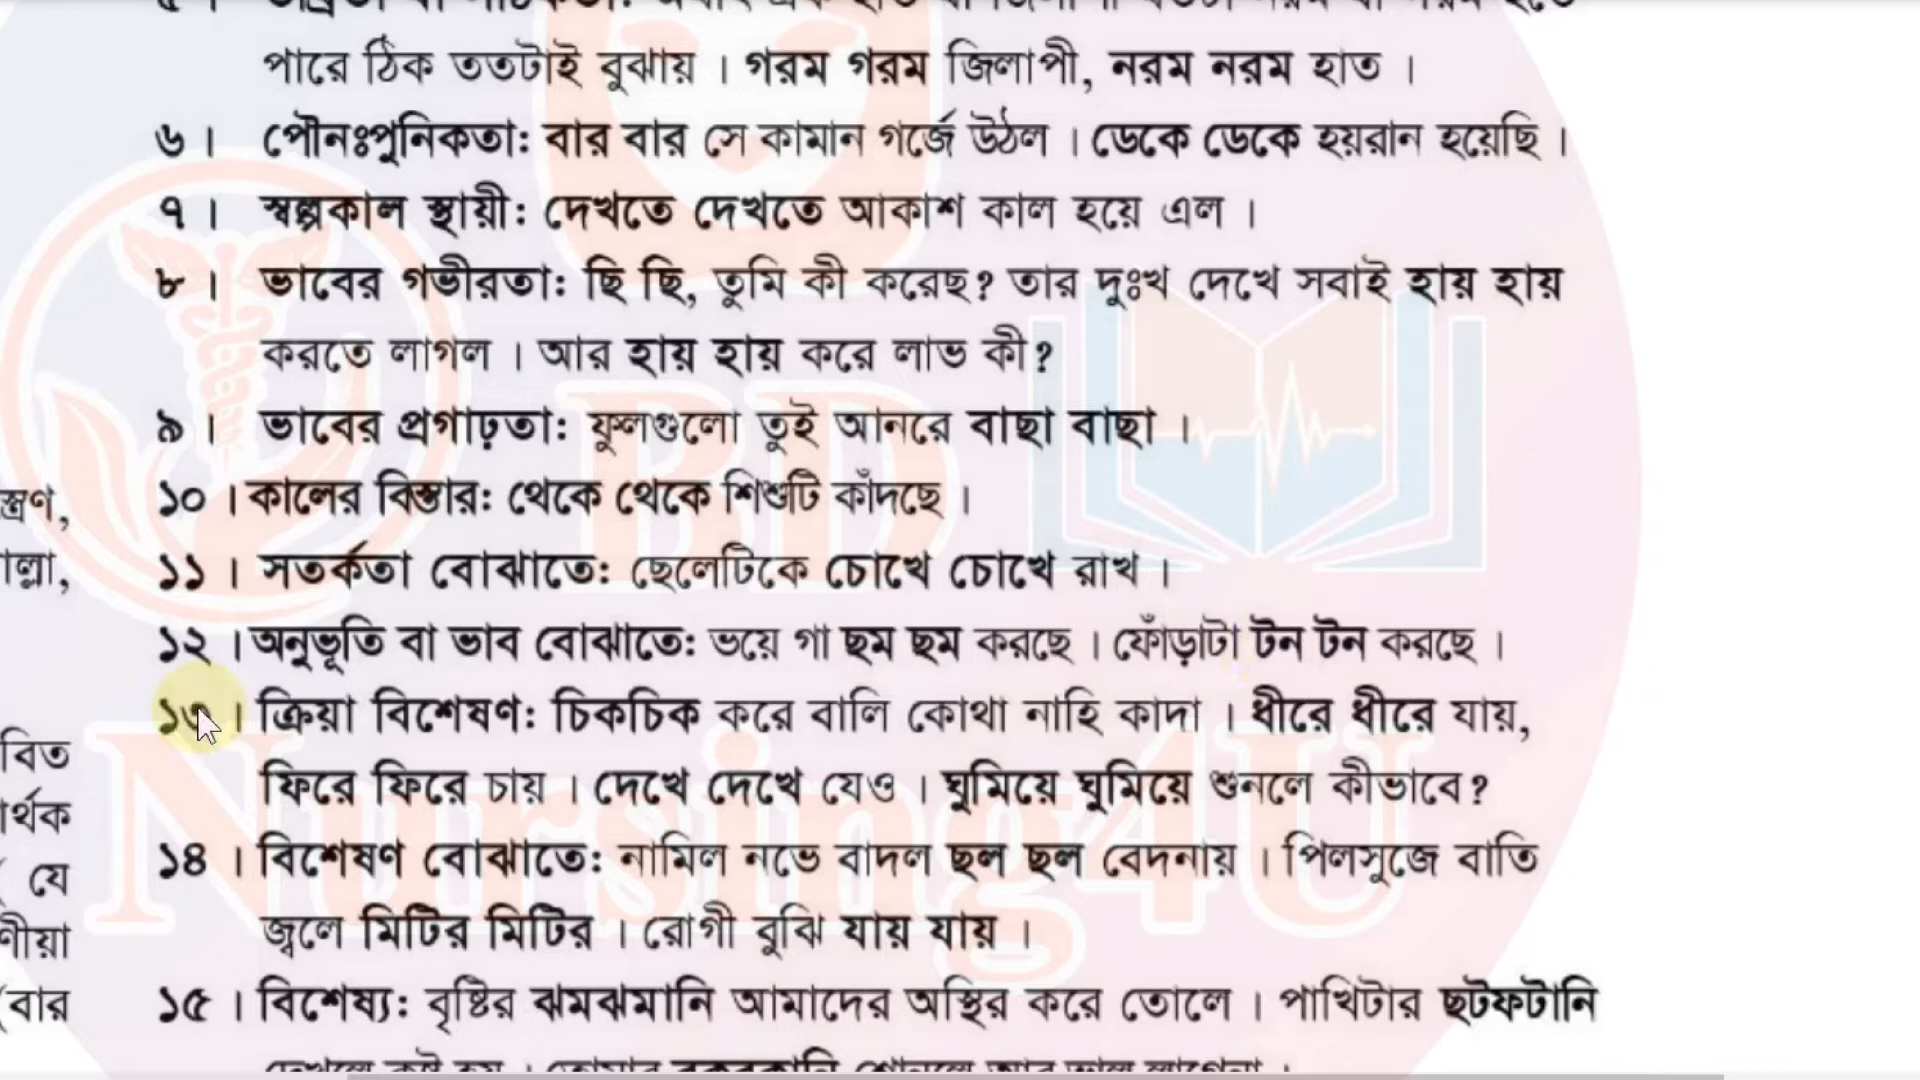 পারে ঠিক ততটাই বুঝায় । গরম গরম জিলাপী, নরম নরম হাত ।
৬ । পৌনঃপুনিকতা: বার বার সে কামান গর্জে উঠল । ডেকে ডেকে হয়রান হয়েছি ।
৭ । স্বল্পকাল স্থায়ী: দেখতে দেখতে আকাশ কাল হয়ে এল ।
৮ । ভাবের গভীরতা: ছি ছি, তুমি কী করেছ? তার দুঃখ দেখে সবাই হায় হায়
করতে লাগল । আর হায় হায় করে লাভ কী?
৯ । ভাবের প্রগাঢ়তা: ফুলগুলো তুই আনরে বাছা বাছা ।
১০ । কালের বিস্তার: থেকে থেকে শিশুটি কাঁদছে ।
১১ । সতর্কতা বোঝাতে: ছেলেটিকে চোখে চোখে রাখ ।
১২ । অনুভূতি বা ভাব বোঝাতে: ভয়ে গা ছম ছম করছে । ফোঁড়াটা টন টন করছে ।
১৩ । ক্রিয়া বিশেষণ: চিকচিক করে বালি কোথা নাহি কাদা । ধীরে ধীরে যায়,
ফিরে ফিরে চায় । দেখে দেখে যেও । ঘুমিয়ে ঘুমিয়ে শুনলে কীভাবে?
১৪ । বিশেষণ বোঝাতে: নামিল নভে বাদল ছল ছল বেদনায় । পিলসুজে বাতি
জ্বলে মিটির মিটির । রোগী বুঝি যায় যায় ।
১৫ । বিশেষ্য: বৃষ্টির ঝমঝমানি আমাদের অস্থির করে তোলে । পাখিটার ছটফটানি
যে
BD
Nursing4U